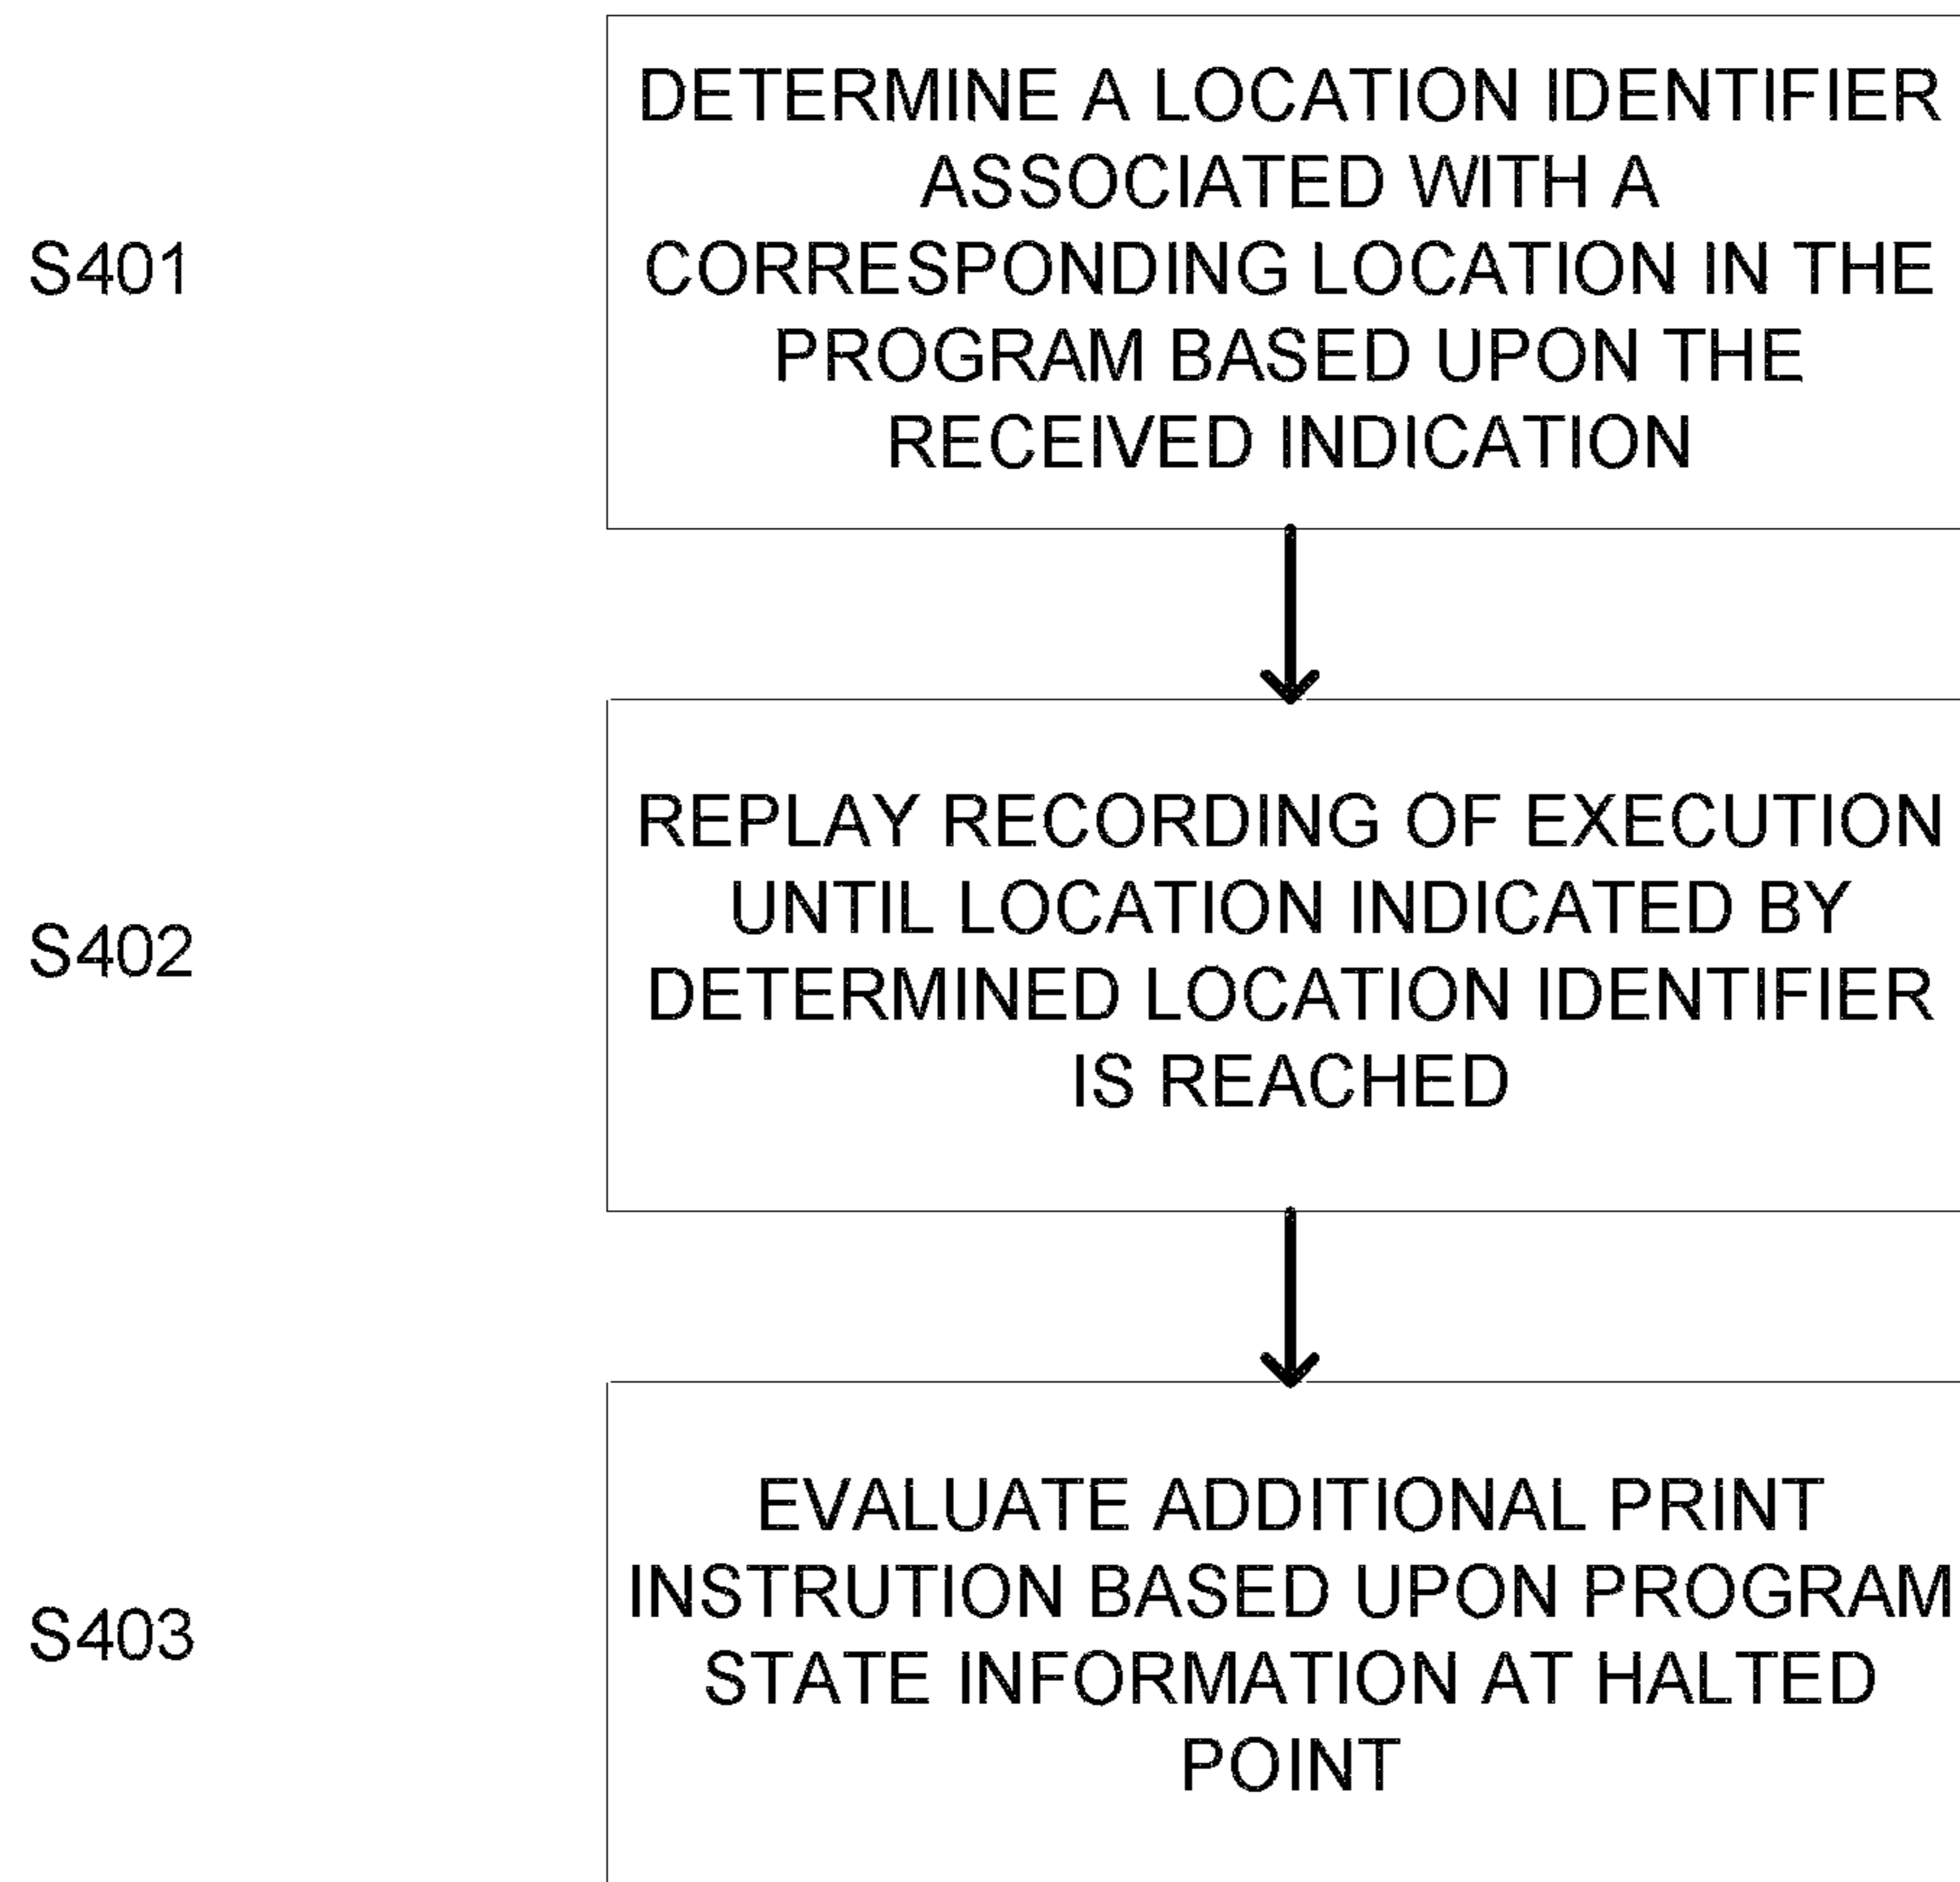 DETERMINE A LOCATION IDENTIFIER
ASSOCIATED WITH A
S401
CORRESPONDING LOCATION IN THE
PROGRAM BASED UPON THE
RECEIVED INDICATION
REPLAY RECORDING OF EXECUTION
UNTIL LOCATION INDICATED BY
S402
DETERMINED LOCATION IDENTIFIER
IS REACHED
EVALUATE ADDITIONAL PRINT
INSTRUTION BASED UPON PROGRAM
S403
STATE INFORMATION AT HALTED
POINT